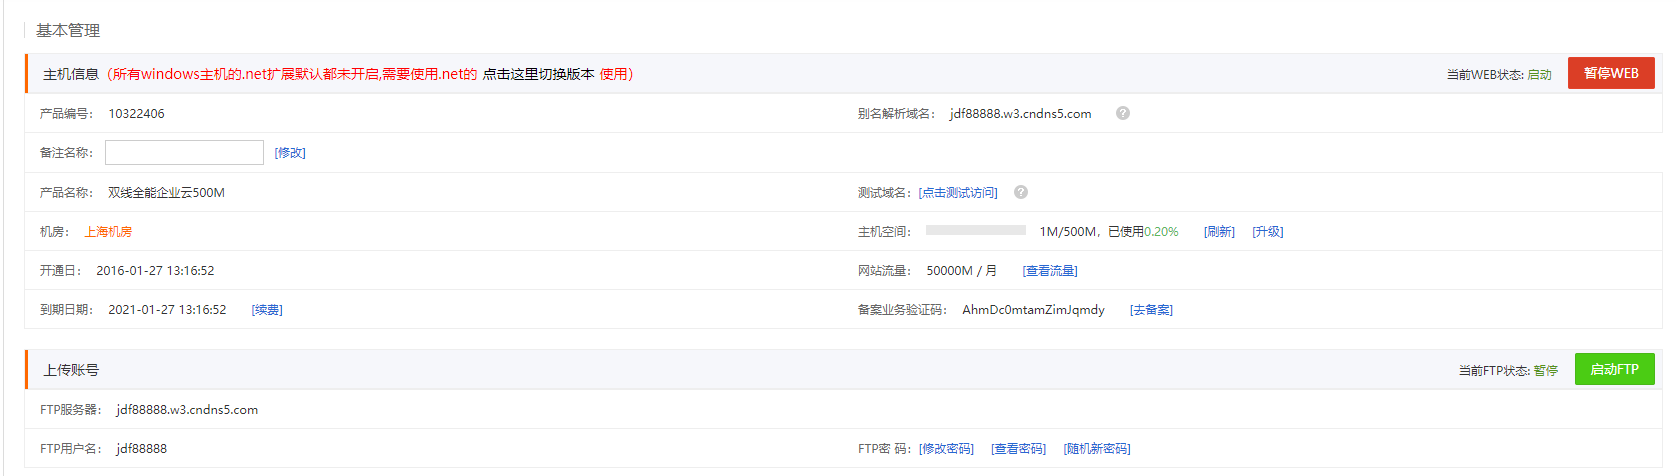 基本管理
主机信息（所有windows主机的.net扩展默认都未开启,需要使用.net的 点击这里切换版本 使用） 当前WEB状态: 启动 暂停WEB
产品编号： 10322406 别名解析域名： jdf88888.w3.cndns5.com ?
备注名称： [修改]
产品名称： 双线全能企业云500M 测试域名： [点击测试访问] ?
机房： 上海机房 主机空间： 1M/500M，已使用0.20% [刷新] [升级]
开通日： 2016-01-27 13:16:52 网站流量： 50000M / 月 [查看流量]
到期日期： 2021-01-27 13:16:52 [续费] 备案业务验证码： AhmDc0mtamZimJqmdy [去备案]
上传账号 当前FTP状态: 暂停 启动FTP
FTP服务器： jdf88888.w3.cndns5.com
FTP用户名： jdf88888 FTP密 码： [修改密码] [查看密码] [随机新密码]